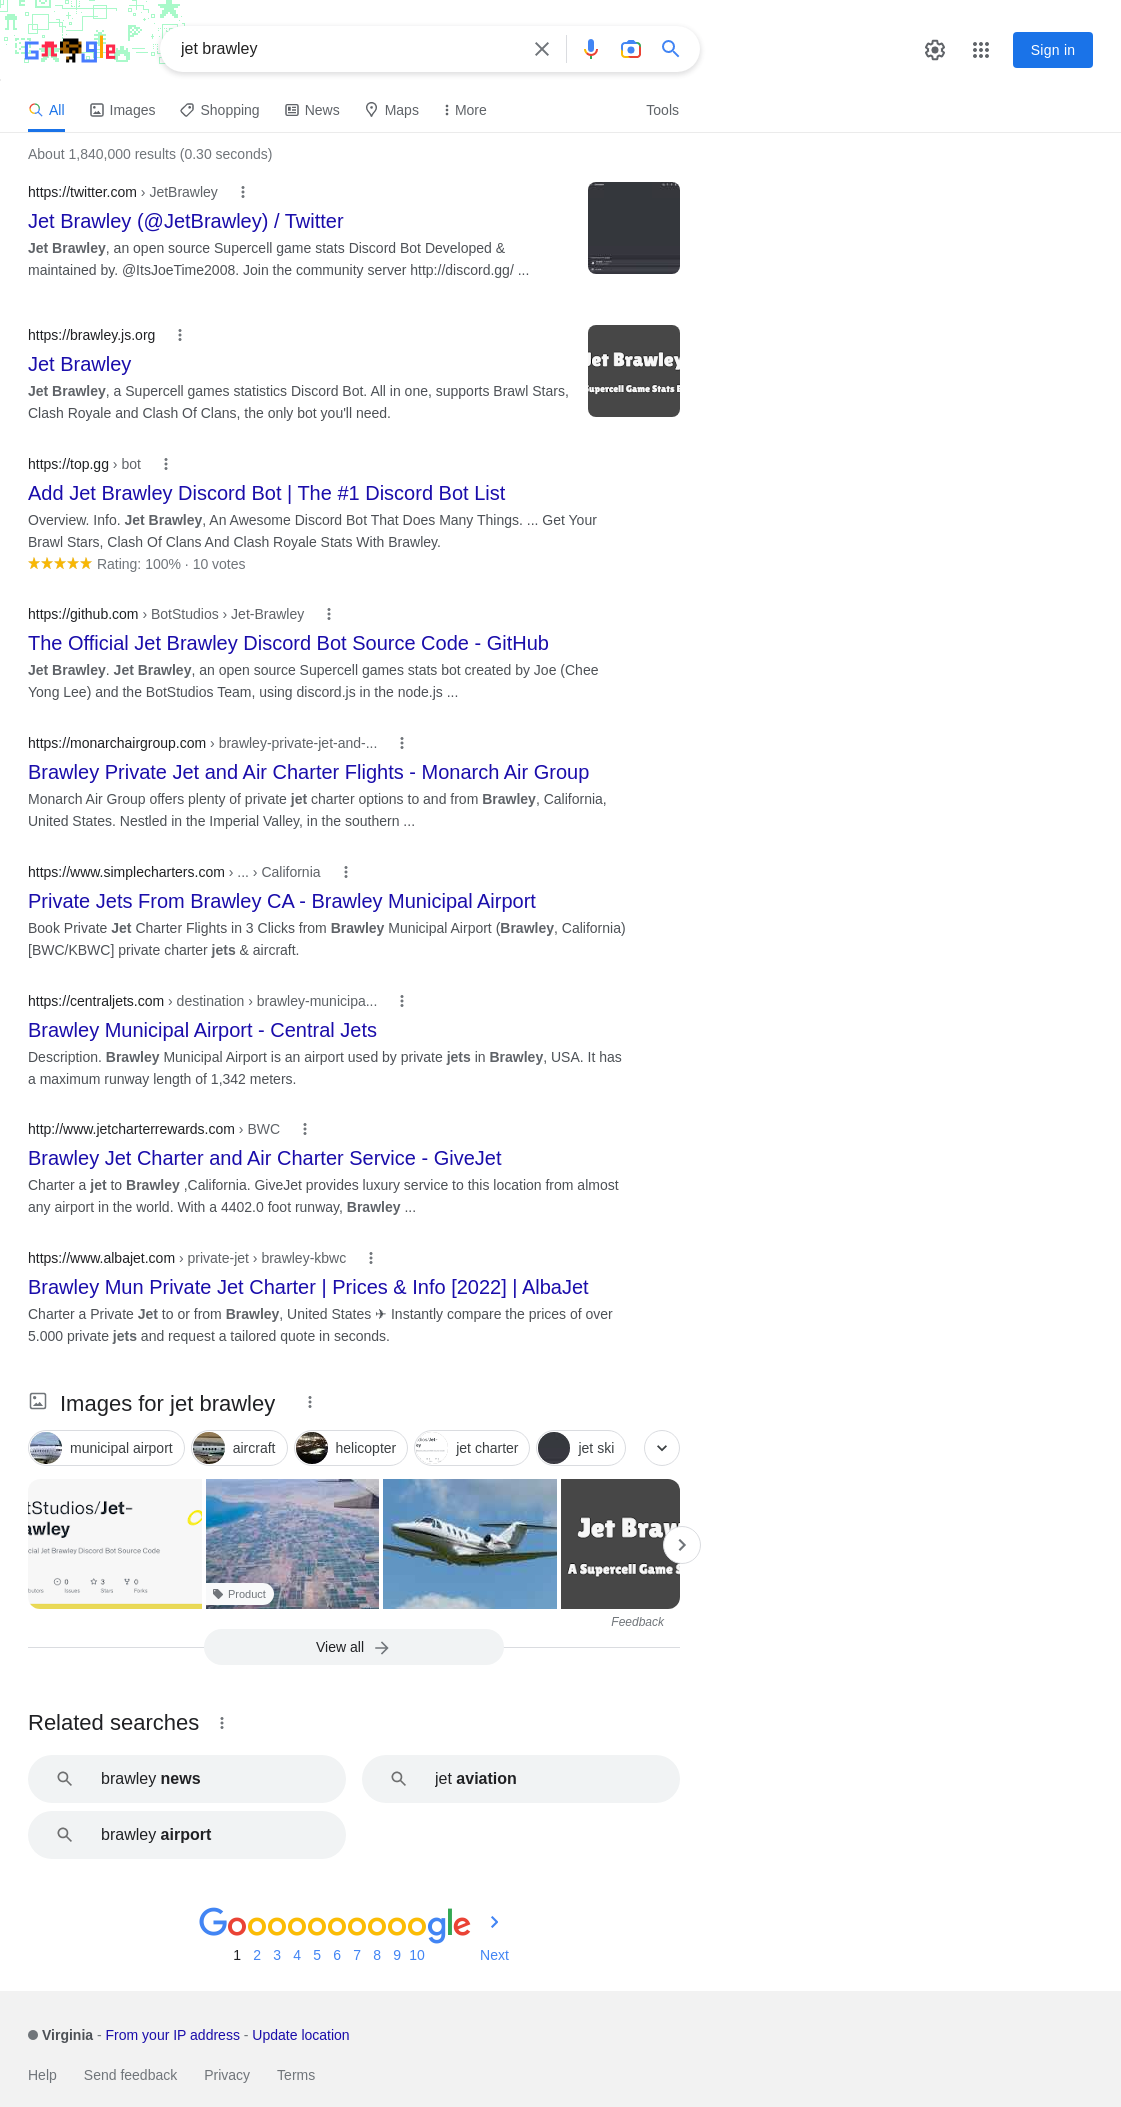 jet brawley
Sign in
All Images Shopping News Maps More Tools
About 1,840,000 results (0.30 seconds)
https://twitter.com › JetBrawley
Jet Brawley (@JetBrawley) / Twitter
Jet Brawley, an open source Supercell game stats Discord Bot Developed &
maintained by. @ItsJoeTime2008. Join the community server http://discord.gg/ ...
https://brawley.js.org
Jet Brawley
Jet Brawley, a Supercell games statistics Discord Bot. All in one, supports Brawl Stars,
Clash Royale and Clash Of Clans, the only bot you'll need.
Jet Brawley
Supercell Game Stats
https://top.gg › bot
Add Jet Brawley Discord Bot | The #1 Discord Bot List
Overview. Info. Jet Brawley, An Awesome Discord Bot That Does Many Things. ... Get Your
Brawl Stars, Clash Of Clans And Clash Royale Stats With Brawley.
Rating: 100% · 10 votes
https://github.com › BotStudios › Jet-Brawley
The Official Jet Brawley Discord Bot Source Code - GitHub
Jet Brawley. Jet Brawley, an open source Supercell games stats bot created by Joe (Chee
Yong Lee) and the BotStudios Team, using discord.js in the node.js ...
https://monarchairgroup.com › brawley-private-jet-and-...
Brawley Private Jet and Air Charter Flights - Monarch Air Group
Monarch Air Group offers plenty of private jet charter options to and from Brawley, California,
United States. Nestled in the Imperial Valley, in the southern ...
https://www.simplecharters.com › ... › California
Private Jets From Brawley CA - Brawley Municipal Airport
Book Private Jet Charter Flights in 3 Clicks from Brawley Municipal Airport (Brawley, California)
[BWC/KBWC] private charter jets & aircraft.
https://centraljets.com › destination › brawley-municipa...
Brawley Municipal Airport - Central Jets
Description. Brawley Municipal Airport is an airport used by private jets in Brawley, USA. It has
a maximum runway length of 1,342 meters.
http://www.jetcharterrewards.com › BWC
Brawley Jet Charter and Air Charter Service - GiveJet
Charter a jet to Brawley ,California. GiveJet provides luxury service to this location from almost
any airport in the world. With a 4402.0 foot runway, Brawley ...
https://www.albajet.com › private-jet › brawley-kbwc
Brawley Mun Private Jet Charter | Prices & Info [2022] | AlbaJet
Charter a Private Jet to or from Brawley, United States ✈ Instantly compare the prices of over
5.000 private jets and request a tailored quote in seconds.
Images for jet brawley
municipal airport aircraft helicopter jet charter jet ski
tStudios/Jet-
awley
cial Jet Brawley Discord Bot Source Code
0 3 0
Issues Stars Forks
Product
Jet Braw
A Supercell Game S
Feedback
View all
Related searches
brawley news
jet aviation
brawley airport
Gooooooooooogle
1 2 3 4 5 6 7 8 9 10 Next
Virginia - From your IP address - Update location
Help Send feedback Privacy Terms